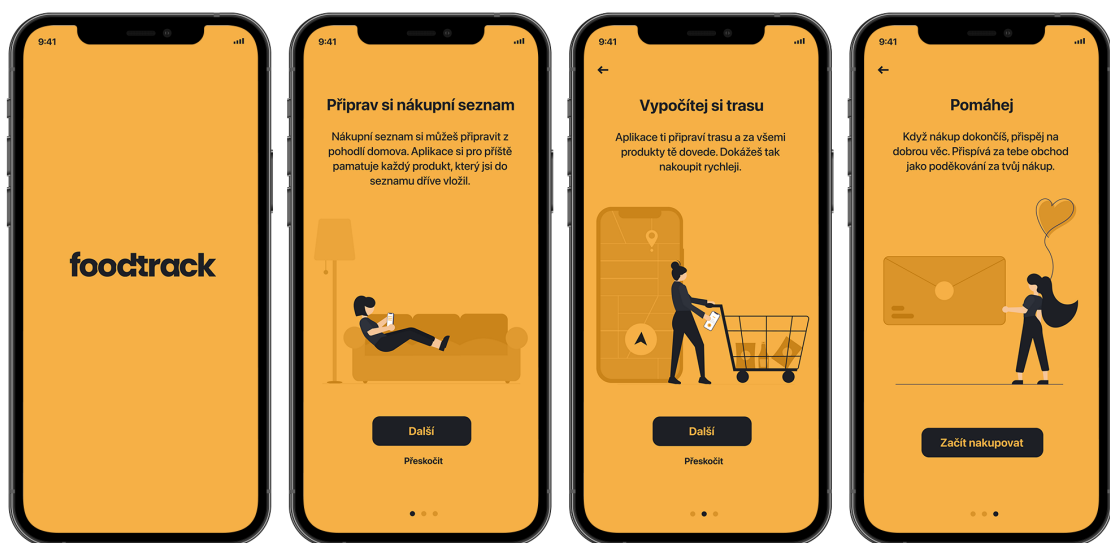 9:41
foodtrack
9:41
Připrav si nákupní seznam
Nákupní seznam si můžeš připravit z
pohodlí domova. Aplikace si pro příště
pamatuje každý produkt, který jsi do
seznamu dříve vložil.
Další
Přeskočit
9:41
Vypočítej si trasu
Aplikace ti připraví trasu a za všemi
produkty tě dovede. Dokážeš tak
nakoupit rychleji.
Další
Přeskočit
9:41
Pomáhej
Když nákup dokončíš, přispěj na
dobrou věc. Přispívá za tebe obchod
jako poděkování za tvůj nákup.
Začít nakupovat